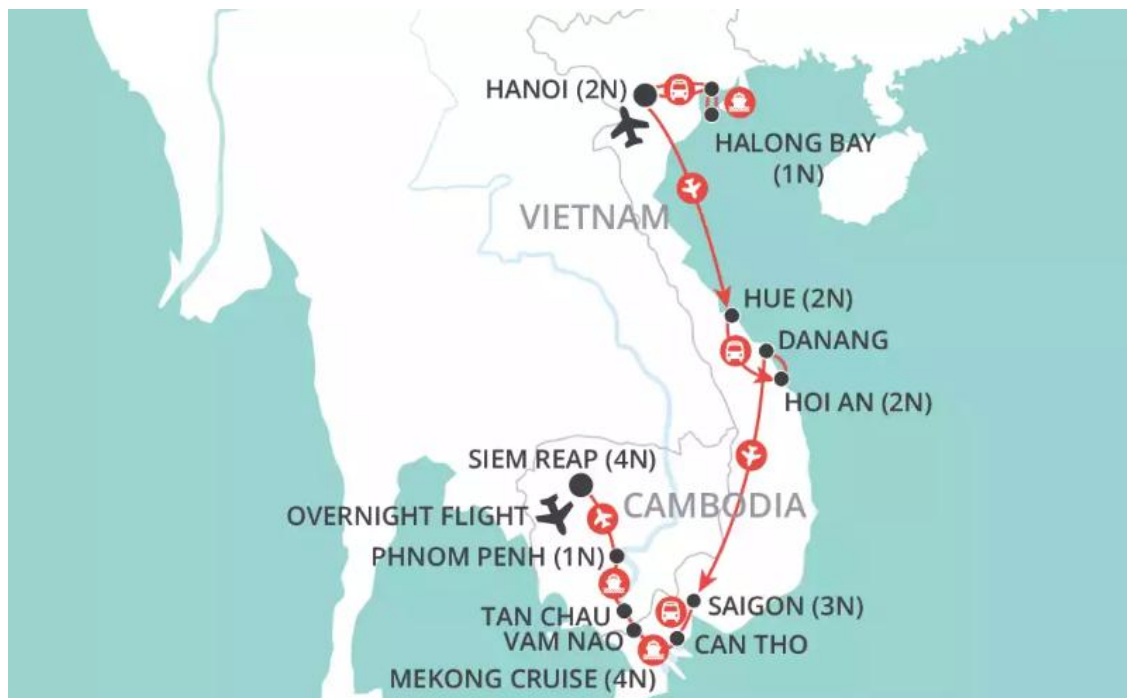 HANOI (2N)
HALONG BAY
(1N)
VIETNAM
HUE (2N)
DANANG
HOI AN (2N)
SIEM REAP (4N)
CAMBODIA
OVERNIGHT FLIGHT
PHNOM PENH (1N)
SAIGON (3N)
TAN CHAU
VAM NAO
CAN THO
MEKONG CRUISE (4N)